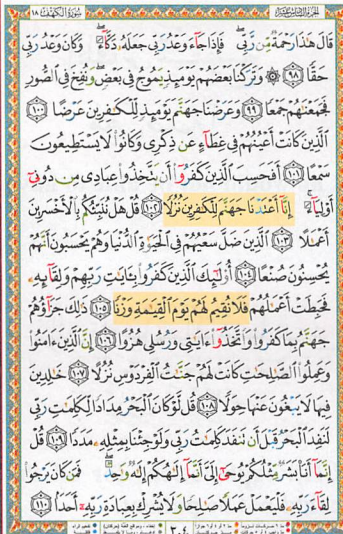 سورة الكهف ١٨
الجزء السادس عشر
قَالَ هَٰذَا رَحْمَةٌ مِّن رَّبِّي ۖ فَإِذَا جَاءَ وَعْدُ رَبِّي جَعَلَهُۥ دَكَّاءَ ۖ وَكَانَ وَعْدُ رَبِّي
حَقًّا ﴿٩٨﴾ ۞ وَتَرَكْنَا بَعْضَهُمْ يَوْمَئِذٍ يَمُوجُ فِي بَعْضٍ ۖ وَنُفِخَ فِي الصُّورِ
فَجَمَعْنَاهُمْ جَمْعًا ﴿٩٩﴾ وَعَرَضْنَا جَهَنَّمَ يَوْمَئِذٍ لِّلْكَافِرِينَ عَرْضًا ﴿١٠٠﴾
الَّذِينَ كَانَتْ أَعْيُنُهُمْ فِي غِطَاءٍ عَن ذِكْرِي وَكَانُوا لَا يَسْتَطِيعُونَ
سَمْعًا ﴿١٠١﴾ أَفَحَسِبَ الَّذِينَ كَفَرُوا أَن يَتَّخِذُوا عِبَادِي مِن دُونِي
أَوْلِيَاءَ ۚ إِنَّا أَعْتَدْنَا جَهَنَّمَ لِلْكَافِرِينَ نُزُلًا ﴿١٠٢﴾ قُلْ هَلْ نُنَبِّئُكُم بِالْأَخْسَرِينَ
أَعْمَالًا ﴿١٠٣﴾ الَّذِينَ ضَلَّ سَعْيُهُمْ فِي الْحَيَاةِ الدُّنْيَا وَهُمْ يَحْسَبُونَ أَنَّهُمْ
يُحْسِنُونَ صُنْعًا ﴿١٠٤﴾ أُولَٰئِكَ الَّذِينَ كَفَرُوا بِآيَاتِ رَبِّهِمْ وَلِقَائِهِۦ
فَحَبِطَتْ أَعْمَالُهُمْ فَلَا نُقِيمُ لَهُمْ يَوْمَ الْقِيَامَةِ وَزْنًا ﴿١٠٥﴾ ذَٰلِكَ جَزَاؤُهُمْ
جَهَنَّمُ بِمَا كَفَرُوا وَاتَّخَذُوا آيَاتِي وَرُسُلِي هُزُوًا ﴿١٠٦﴾ إِنَّ الَّذِينَ آمَنُوا
وَعَمِلُوا الصَّالِحَاتِ كَانَتْ لَهُمْ جَنَّاتُ الْفِرْدَوْسِ نُزُلًا ﴿١٠٧﴾ خَالِدِينَ
فِيهَا لَا يَبْغُونَ عَنْهَا حِوَلًا ﴿١٠٨﴾ قُل لَّوْ كَانَ الْبَحْرُ مِدَادًا لِّكَلِمَاتِ رَبِّي
لَنَفِدَ الْبَحْرُ قَبْلَ أَن تَنفَدَ كَلِمَاتُ رَبِّي وَلَوْ جِئْنَا بِمِثْلِهِۦ مَدَدًا ﴿١٠٩﴾ قُلْ
إِنَّمَا أَنَا بَشَرٌ مِّثْلُكُمْ يُوحَىٰ إِلَيَّ أَنَّمَا إِلَٰهُكُمْ إِلَٰهٌ وَاحِدٌ ۖ فَمَن كَانَ يَرْجُو
لِقَاءَ رَبِّهِۦ فَلْيَعْمَلْ عَمَلًا صَالِحًا وَلَا يُشْرِكْ بِعِبَادَةِ رَبِّهِۦ أَحَدًا ﴿١١٠﴾
٣٠٤